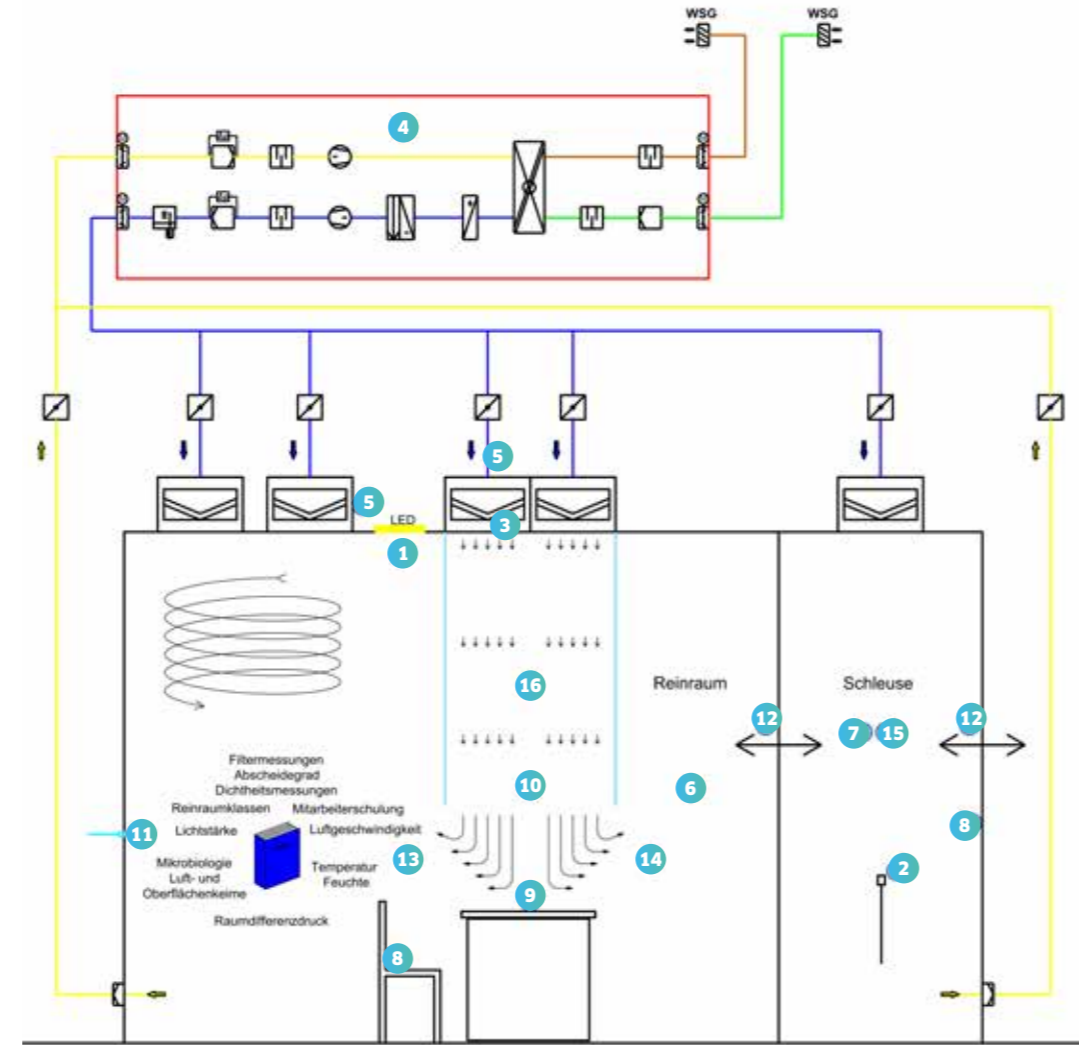 WSG
WSG
4
5
5
LED
3
1
16
Reinraum
Schleuse
12
12
7
15
Filtermessungen
Abscheidegrad
Dichtheitsmessungen
10
6
Reinraumklassen
Mitarbeiterschulung
8
11
Lichtstärke
Luftgeschwindigkeit
13
14
Mikrobiologie
Luft- und
Oberflächenkeime
Temperatur
Feuchte
2
9
Raumdifferenzdruck
8